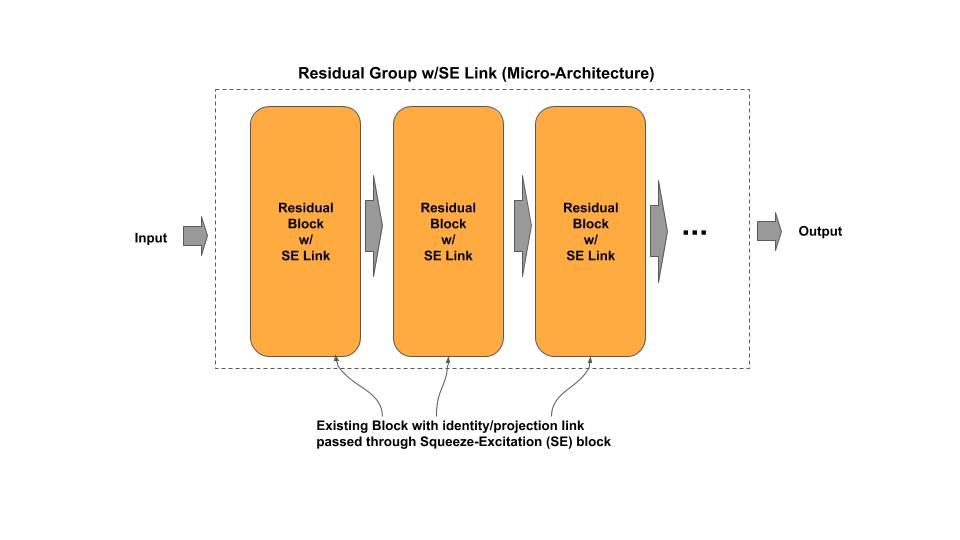 Residual Group w/SE Link (Micro-Architecture)
Residual
Block
w/
SE Link
Residual
Block
w/
SE Link
Residual
Block
w/
SE Link
...
Input
Output
Existing Block with identity/projection link
passed through Squeeze-Excitation (SE) block